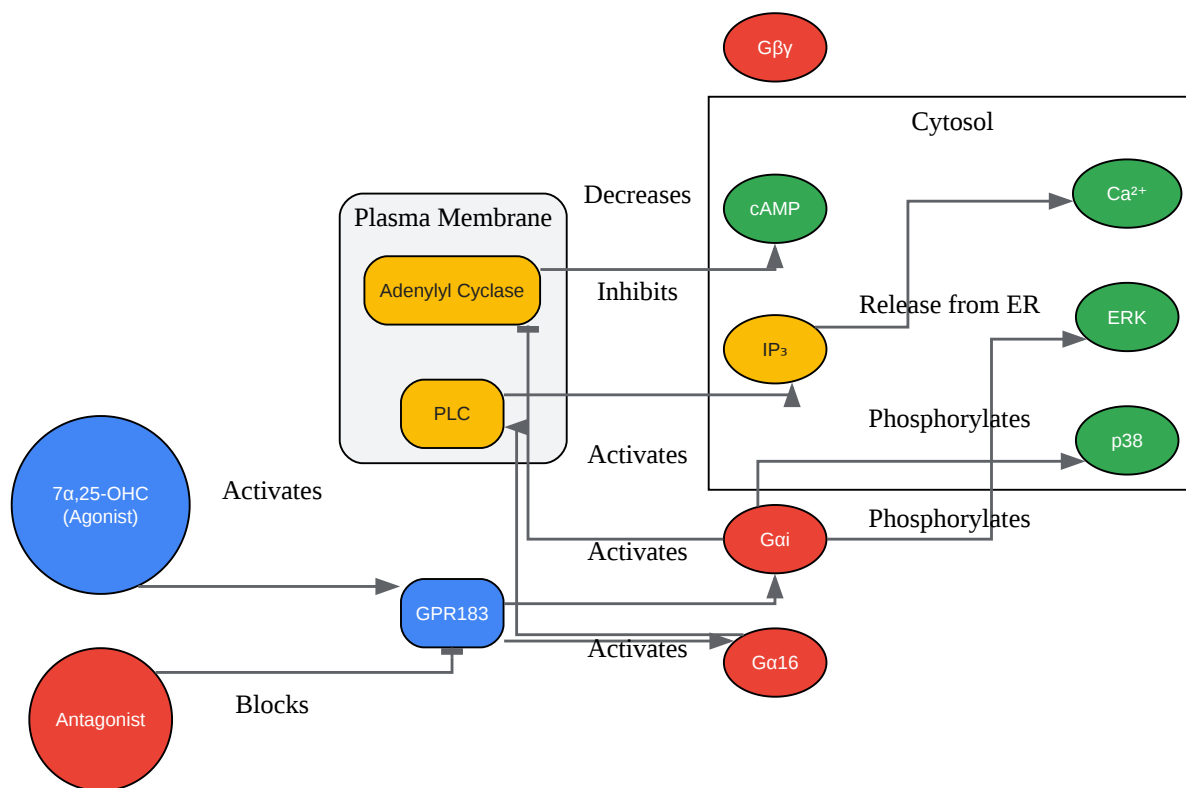 Gβγ
Cytosol
Decreases
cAMP
Ca²⁺
Plasma Membrane
Adenylyl Cyclase
Inhibits
Release from ER
ERK
IP₃
PLC
Phosphorylates
p38
Activates
Activates
7α,25-OHC
(Agonist)
Phosphorylates
Gαi
Activates
GPR183
Activates
Gα16
Antagonist
Blocks